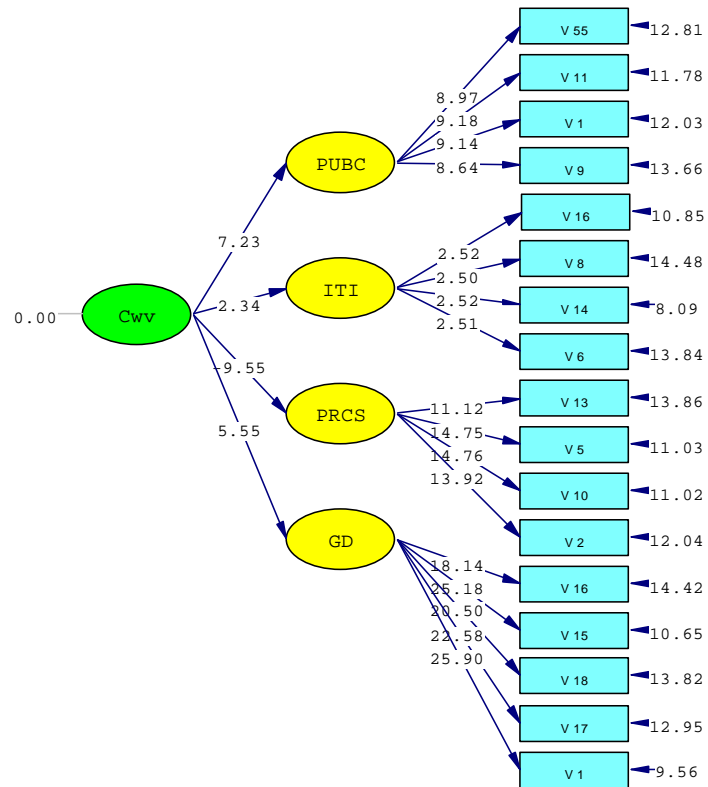 V 55
12.81
V 11
11.78
8.97
9.18
V 1
12.03
9.14
PUBC
8.64
V 9
13.66
V 16
10.85
7.23
2.52
V 8
14.48
2.50
ITI
2.34
2.52
V 14
8.09
0.00
Cwv
2.51
V 6
13.84
-9.55
V 13
13.86
11.12
PRCS
5.55
14.75
V 5
11.03
14.76
13.92
V 10
11.02
V 2
12.04
GD
18.14
V 16
14.42
25.18
20.50
V 15
10.65
22.58
25.90
V 18
13.82
V 17
12.95
V 1
9.56